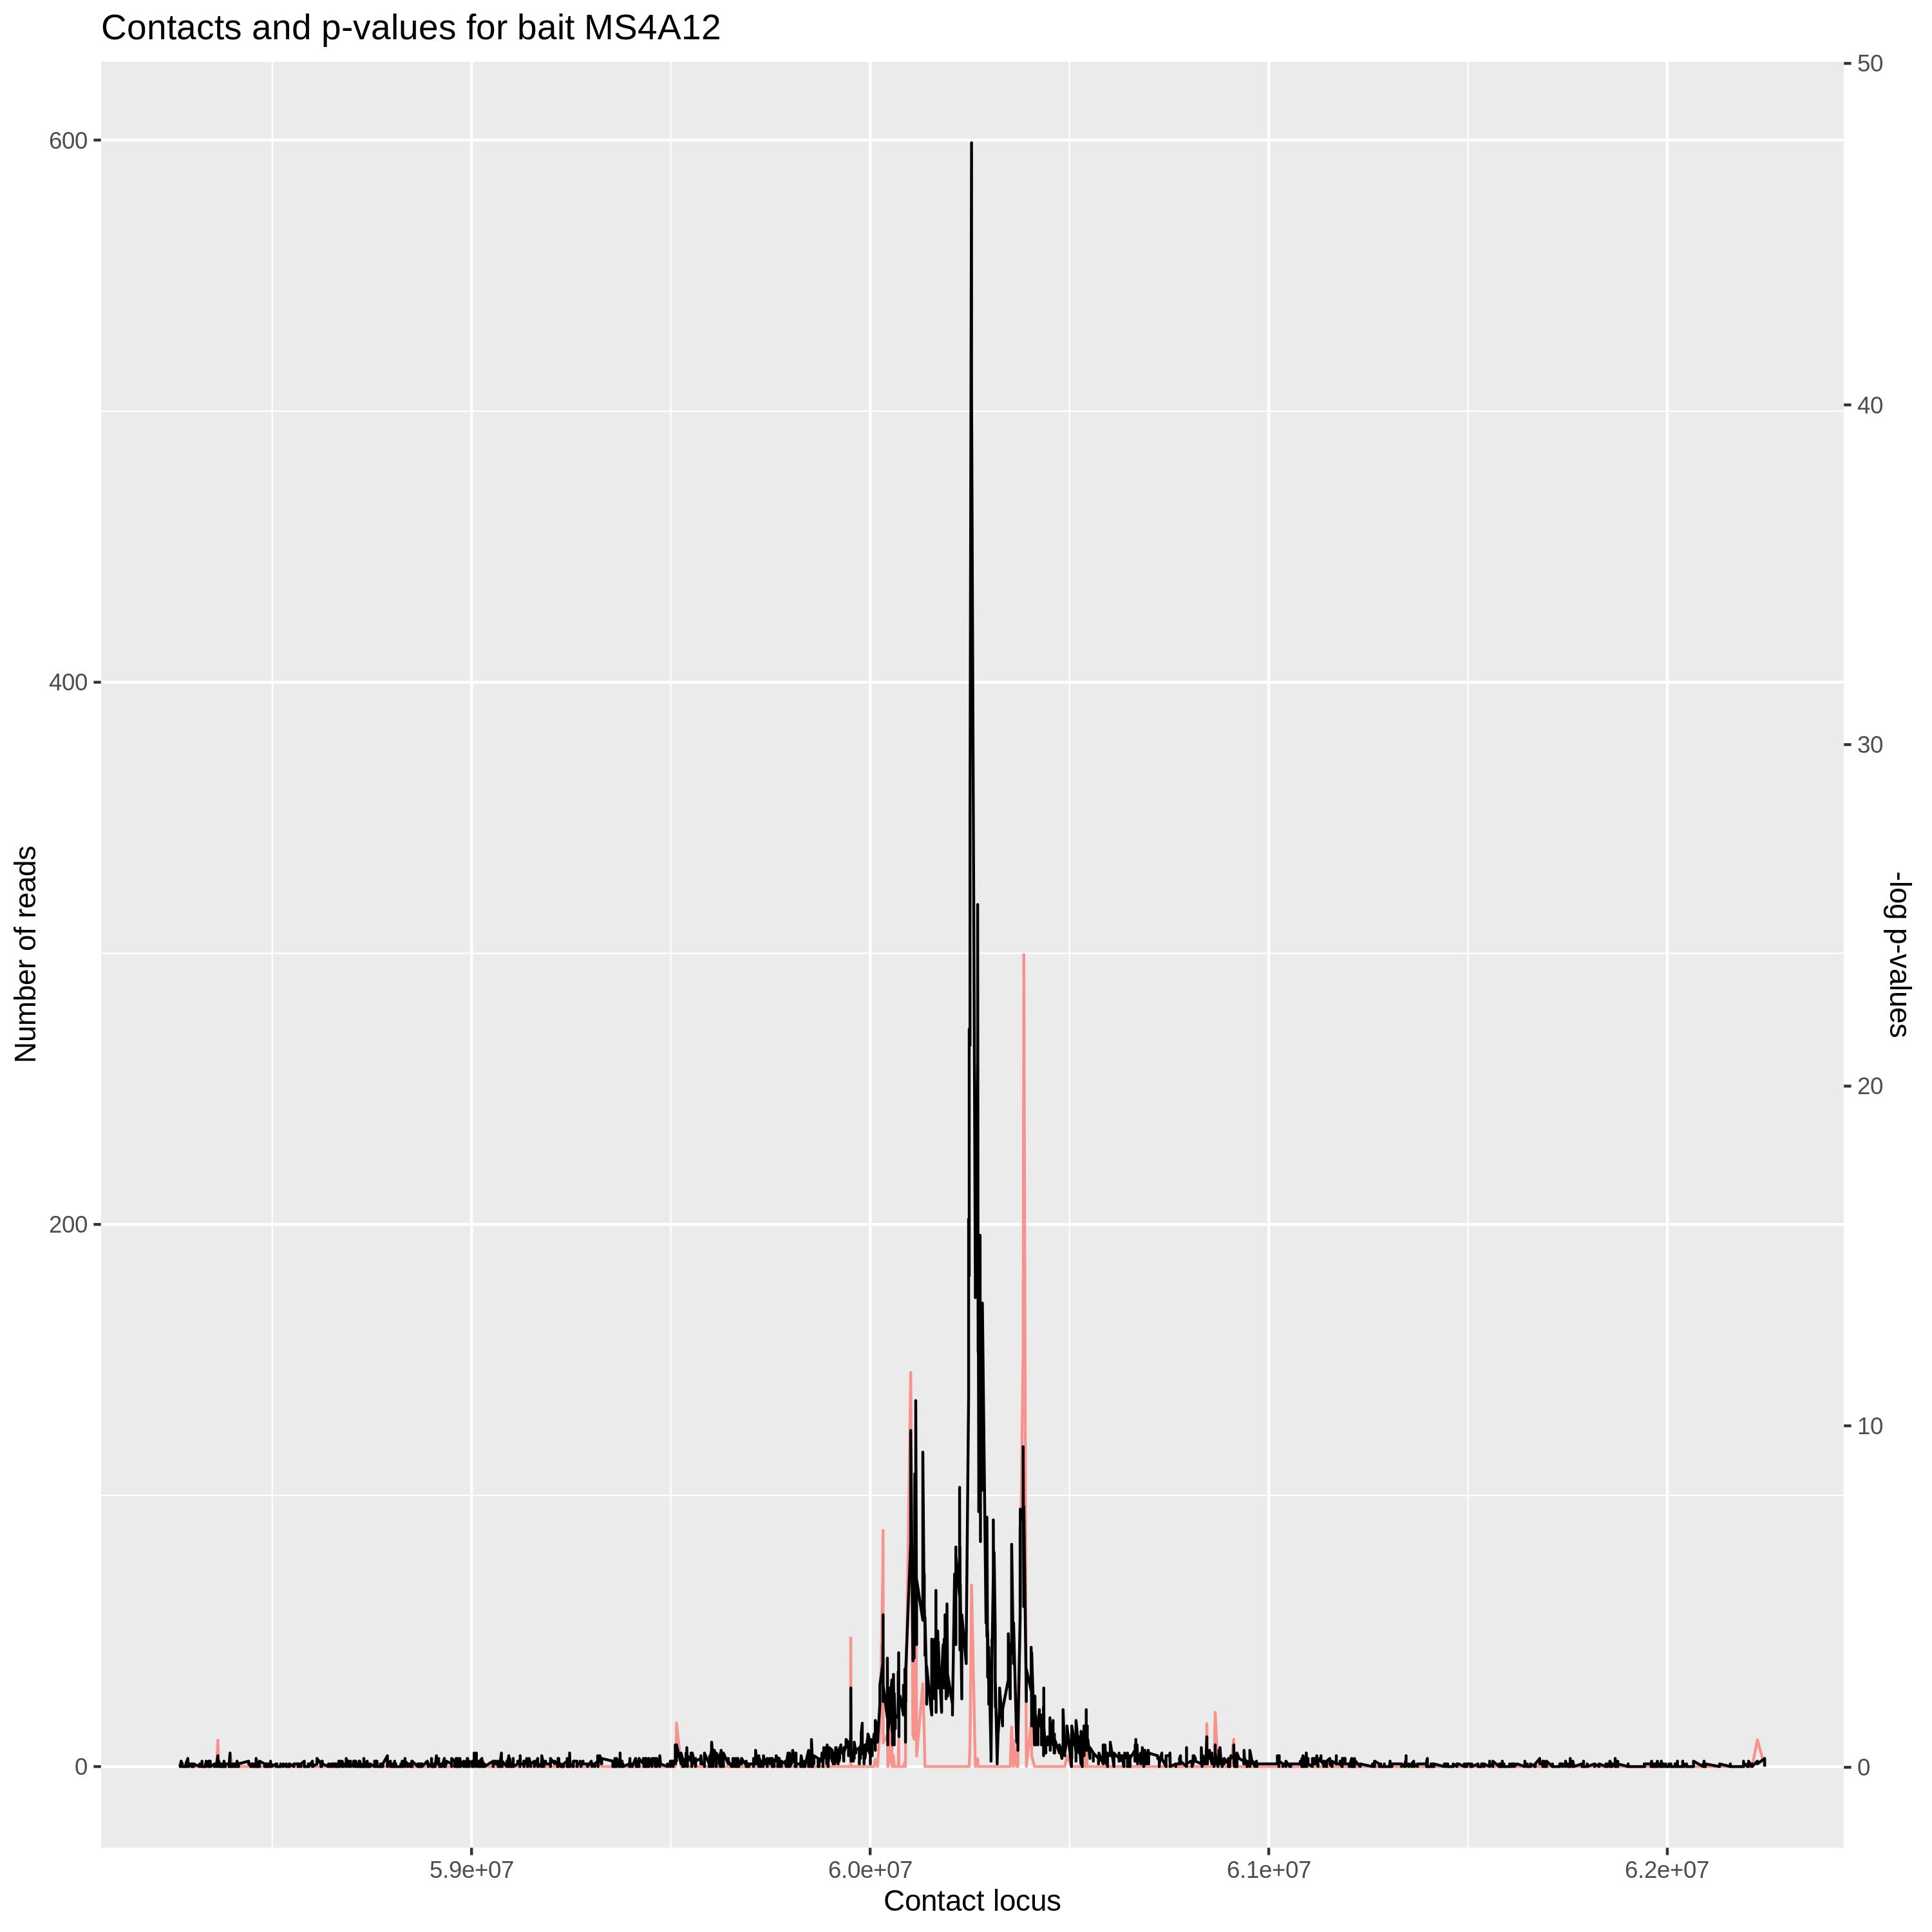 Contacts and p-values for bait MS4A12
600
400
200
0
Number of reads
50
40
30
20
10
0
-log p-values
5.9e+07 6.0e+07 6.1e+07 6.2e+07
Contact locus